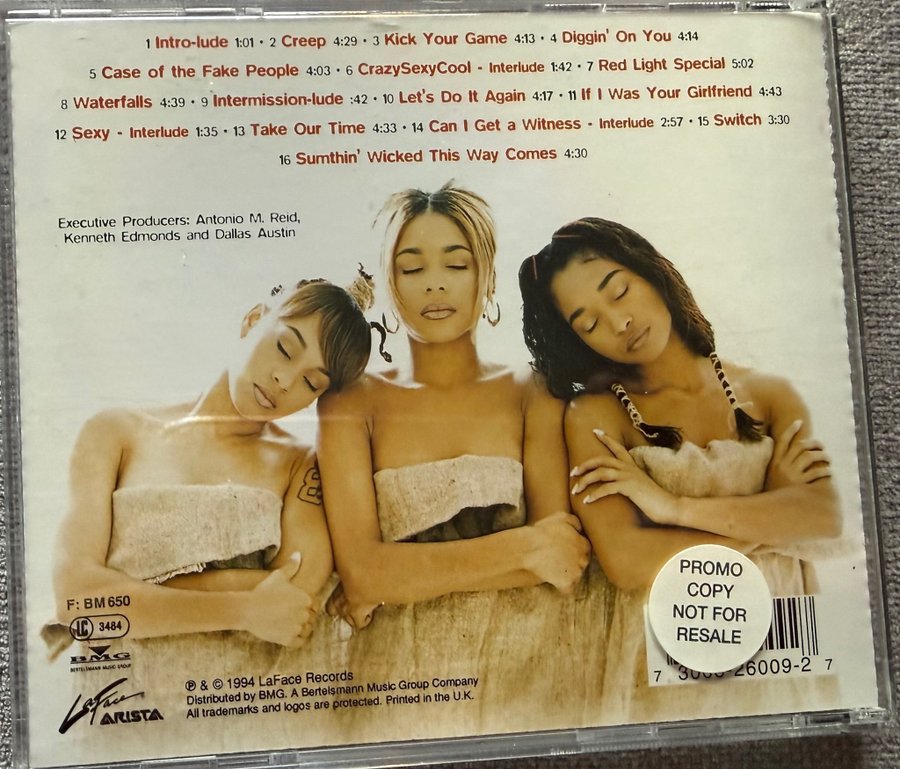 1 Intro-lude 1:01 • 2 Creep 4:29 • 3 Kick Your Game 4:13 • 4 Diggin' On You 4:14
5 Case of the Fake People 4:03 • 6 CrazySexyCool - Interlude 1:42 • 7 Red Light Special 5:02
8 Waterfalls 4:39 • 9 Intermission-lude :42 • 10 Let's Do It Again 4:17 • 11 If I Was Your Girlfriend 4:43
12 Sexy - Interlude 1:35 • 13 Take Our Time 4:33 • 14 Can I Get a Witness - Interlude 2:57 • 15 Switch 3:30
16 Sumthin' Wicked This Way Comes 4:30
Executive Producers: Antonio M. Reid,
Kenneth Edmonds and Dallas Austin
8
F: BM 650
LC 3484
BMG
BERTELSMANN MUSIC GROUP
LaFace
ARISTA
℗ & © 1994 LaFace Records
Distributed by BMG. A Bertelsmann Music Group Company
All trademarks and logos are protected. Printed in the U.K.
PROMO
COPY
NOT FOR
RESALE
7 26009-2 7